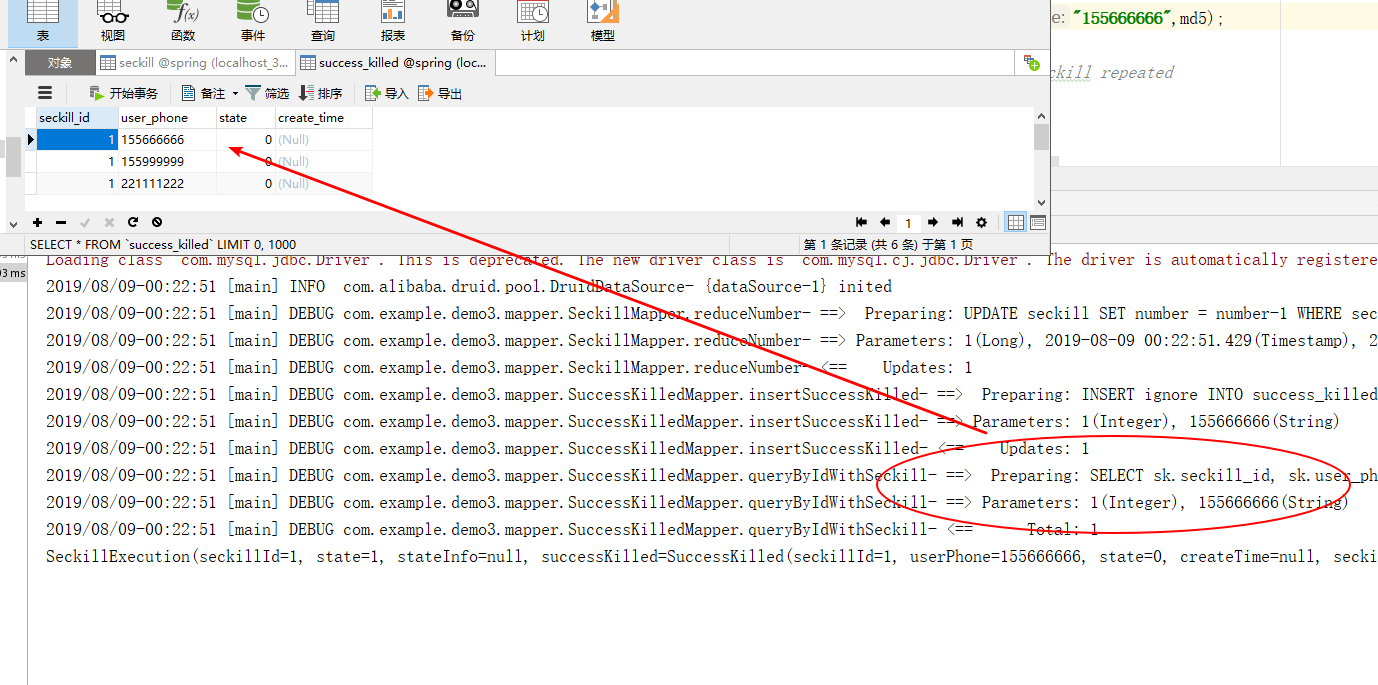 表 视图 函数 事件 查询 报表 备份 计划 模型
"155666666",md5);
ckill repeated
对象 seckill @spring (localhost_3... success_killed @spring (loc...
开始事务 备注 筛选 排序 导入 导出
seckill_id user_phone state create_time
1 155666666 0 (Null)
1 155999999 0 (Null)
1 221111222 0 (Null)
1
SELECT * FROM `success_killed` LIMIT 0, 1000 第 1 条记录 (共 6 条) 于第 1 页
Loading class `com.mysql.jdbc.Driver'. This is deprecated. The new driver class is `com.mysql.cj.jdbc.Driver'. The driver is automatically registere
03 ms 2019/08/09-00:22:51 [main] INFO  com.alibaba.druid.pool.DruidDataSource- {dataSource-1} inited
2019/08/09-00:22:51 [main] DEBUG com.example.demo3.mapper.SeckillMapper.reduceNumber- ==>  Preparing: UPDATE seckill SET number = number-1 WHERE sec
2019/08/09-00:22:51 [main] DEBUG com.example.demo3.mapper.SeckillMapper.reduceNumber- ==> Parameters: 1(Long), 2019-08-09 00:22:51.429(Timestamp), 2
2019/08/09-00:22:51 [main] DEBUG com.example.demo3.mapper.SeckillMapper.reduceNumber- <==    Updates: 1
2019/08/09-00:22:51 [main] DEBUG com.example.demo3.mapper.SuccessKilledMapper.insertSuccessKilled- ==>  Preparing: INSERT ignore INTO success_killed
2019/08/09-00:22:51 [main] DEBUG com.example.demo3.mapper.SuccessKilledMapper.insertSuccessKilled- ==> Parameters: 1(Integer), 155666666(String)
2019/08/09-00:22:51 [main] DEBUG com.example.demo3.mapper.SuccessKilledMapper.insertSuccessKilled- <==    Updates: 1
2019/08/09-00:22:51 [main] DEBUG com.example.demo3.mapper.SuccessKilledMapper.queryByIdWithSeckill- ==>  Preparing: SELECT sk.seckill_id, sk.user_ph
2019/08/09-00:22:51 [main] DEBUG com.example.demo3.mapper.SuccessKilledMapper.queryByIdWithSeckill- ==> Parameters: 1(Integer), 155666666(String)
2019/08/09-00:22:51 [main] DEBUG com.example.demo3.mapper.SuccessKilledMapper.queryByIdWithSeckill- <==      Total: 1
SeckillExecution(seckillId=1, state=1, stateInfo=null, successKilled=SuccessKilled(seckillId=1, userPhone=155666666, state=0, createTime=null, secki